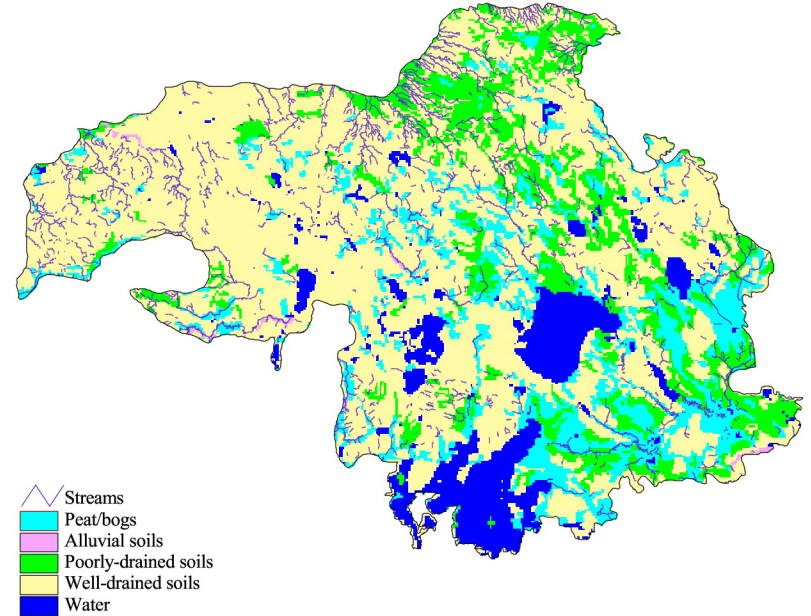 Streams
Peat/bogs
Alluvial soils
Poorly-drained soils
Well-drained soils
Water